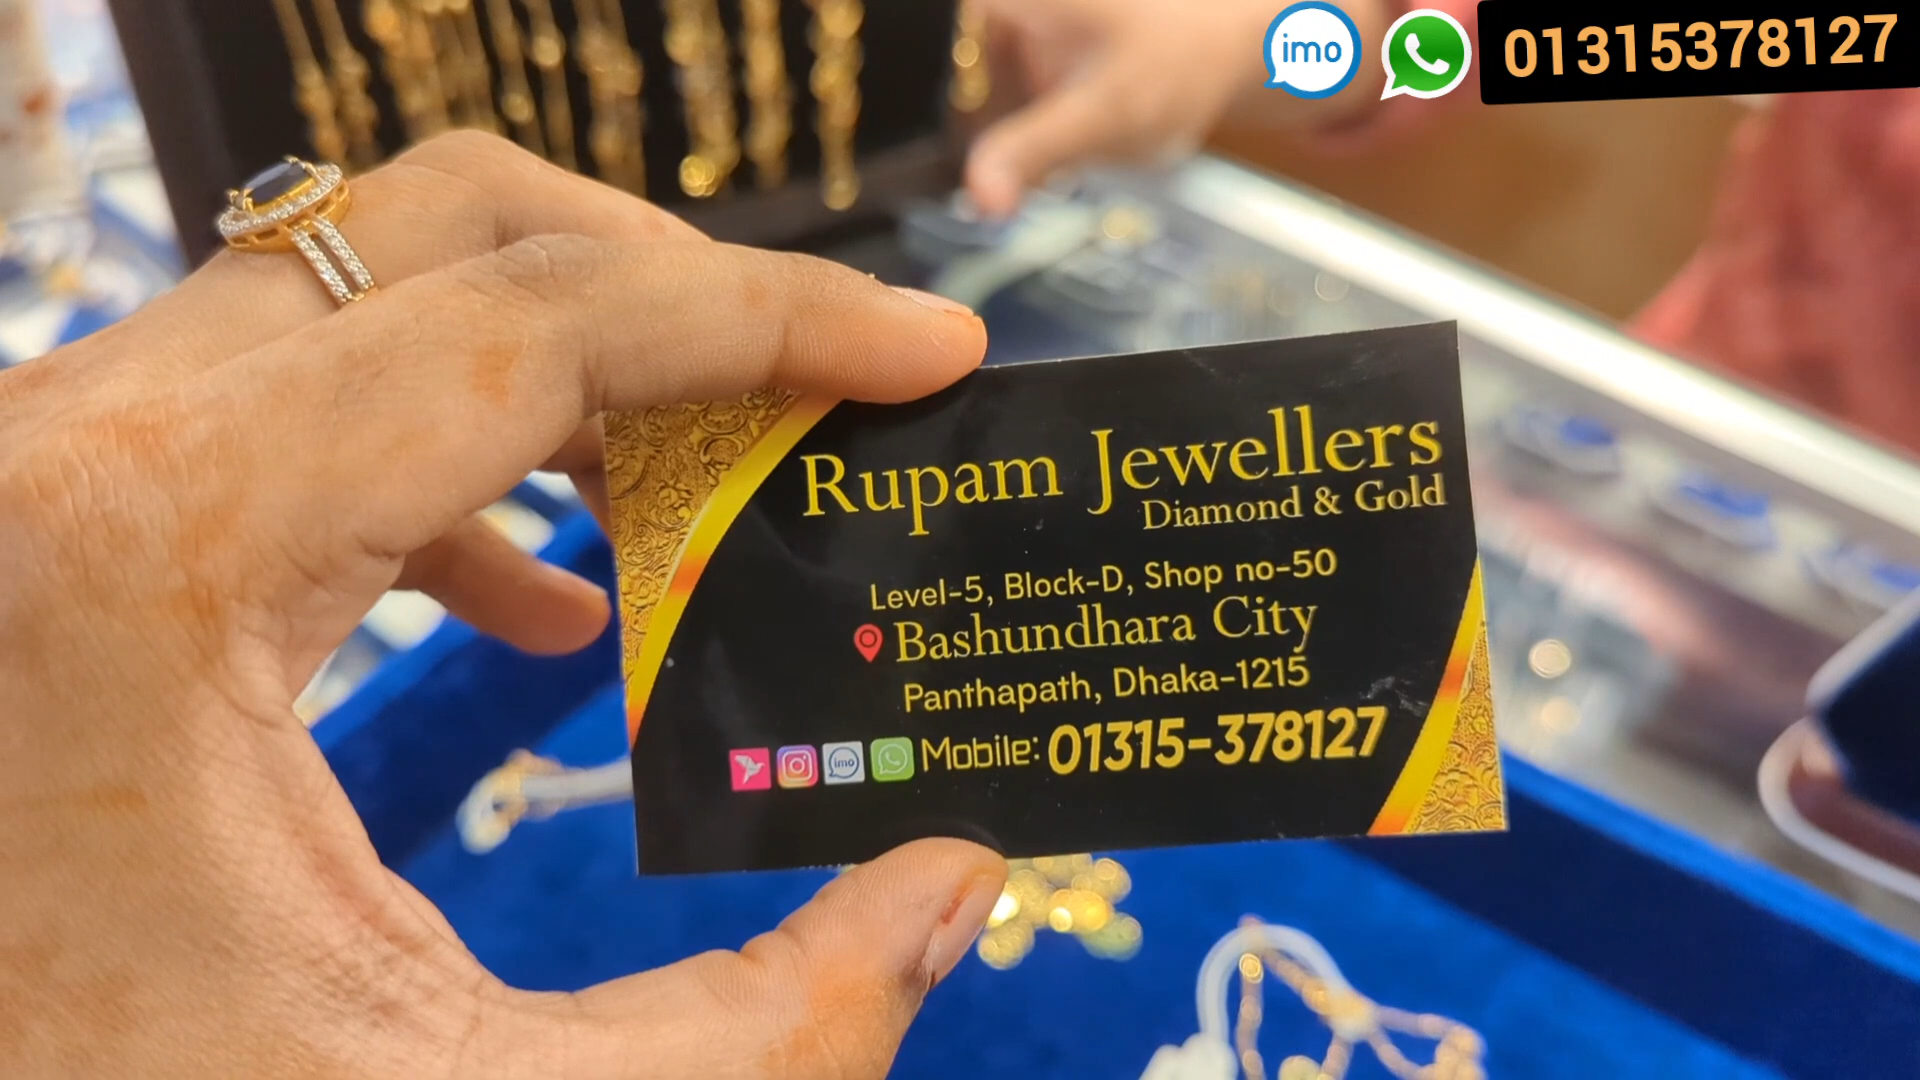 imo 01315378127
Rupam Jewellers
Diamond & Gold
Level-5, Block-D, Shop no-50
Bashundhara City
Panthapath, Dhaka-1215
imo Mobile: 01315-378127